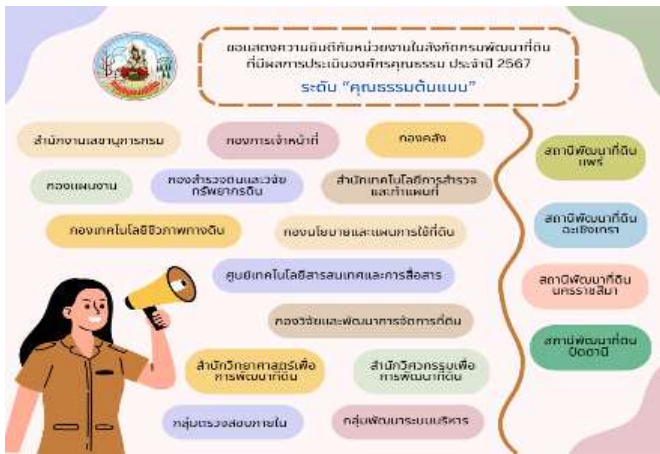 ขอแสดงความยินดีกับหน่วยงานในสังกัดกรมพัฒนาที่ดิน
ที่มีผลการประเมินองค์กรคุณธรรม ประจำปี 2567
ระดับ “คุณธรรมต้นแบบ”
สำนักงานเลขานุการกรม
กองการเจ้าหน้าที่
กองคลัง
กองแผนงาน
กองสำรวจดินและวิจัย
ทรัพยากรดิน
สำนักเทคโนโลยีการสำรวจ
และทำแผนที่
กองเทคโนโลยีชีวภาพทางดิน
กองนโยบายและแผนการใช้ที่ดิน
ศูนย์เทคโนโลยีสารสนเทศและการสื่อสาร
กองวิจัยและพัฒนาการจัดการที่ดิน
สำนักวิทยาศาสตร์เพื่อ
การพัฒนาที่ดิน
สำนักวิศวกรรมเพื่อ
การพัฒนาที่ดิน
กลุ่มตรวจสอบภายใน
กลุ่มพัฒนาระบบบริหาร
สถานีพัฒนาที่ดิน
แพร่
สถานีพัฒนาที่ดิน
ฉะเชิงเทรา
สถานีพัฒนาที่ดิน
นครราชสีมา
สถานีพัฒนาที่ดิน
ปัตตานี